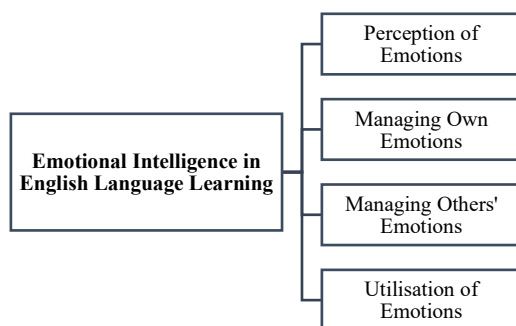 Perception of
Emotions
Managing Own
Emotions
Emotional Intelligence in
English Language Learning
Managing Others'
Emotions
Utilisation of
Emotions